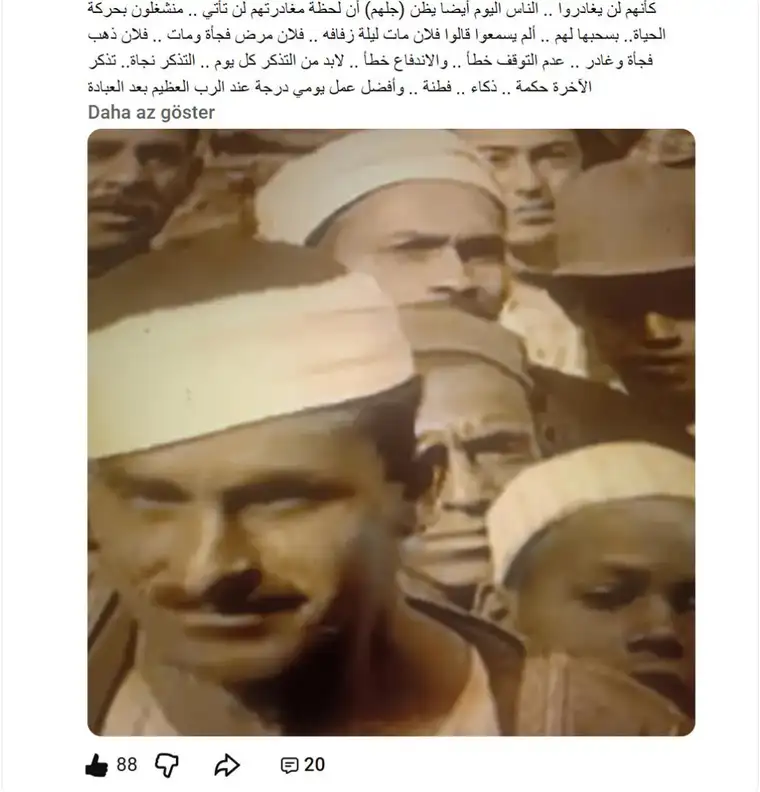 كأنهم لن يغادروا .. الناس اليوم أيضا يظن (جلهم) أن لحظة مغادرتهم لن تأتي .. منشغلون بحركة
الحياة.. بسحبها لهم .. ألم يسمعوا قالوا فلان مات ليلة زفافه .. فلان مرض فجأة ومات .. فلان ذهب
فجأة وغادر .. عدم التوقف خطأ .. والاندفاع خطأ .. لابد من التذكر كل يوم .. التذكر نجاة.. تذكر
الآخرة حكمة .. ذكاء .. فطنة .. وأفضل عمل يومي درجة عند الرب العظيم بعد العبادة
Daha az göster
88
20